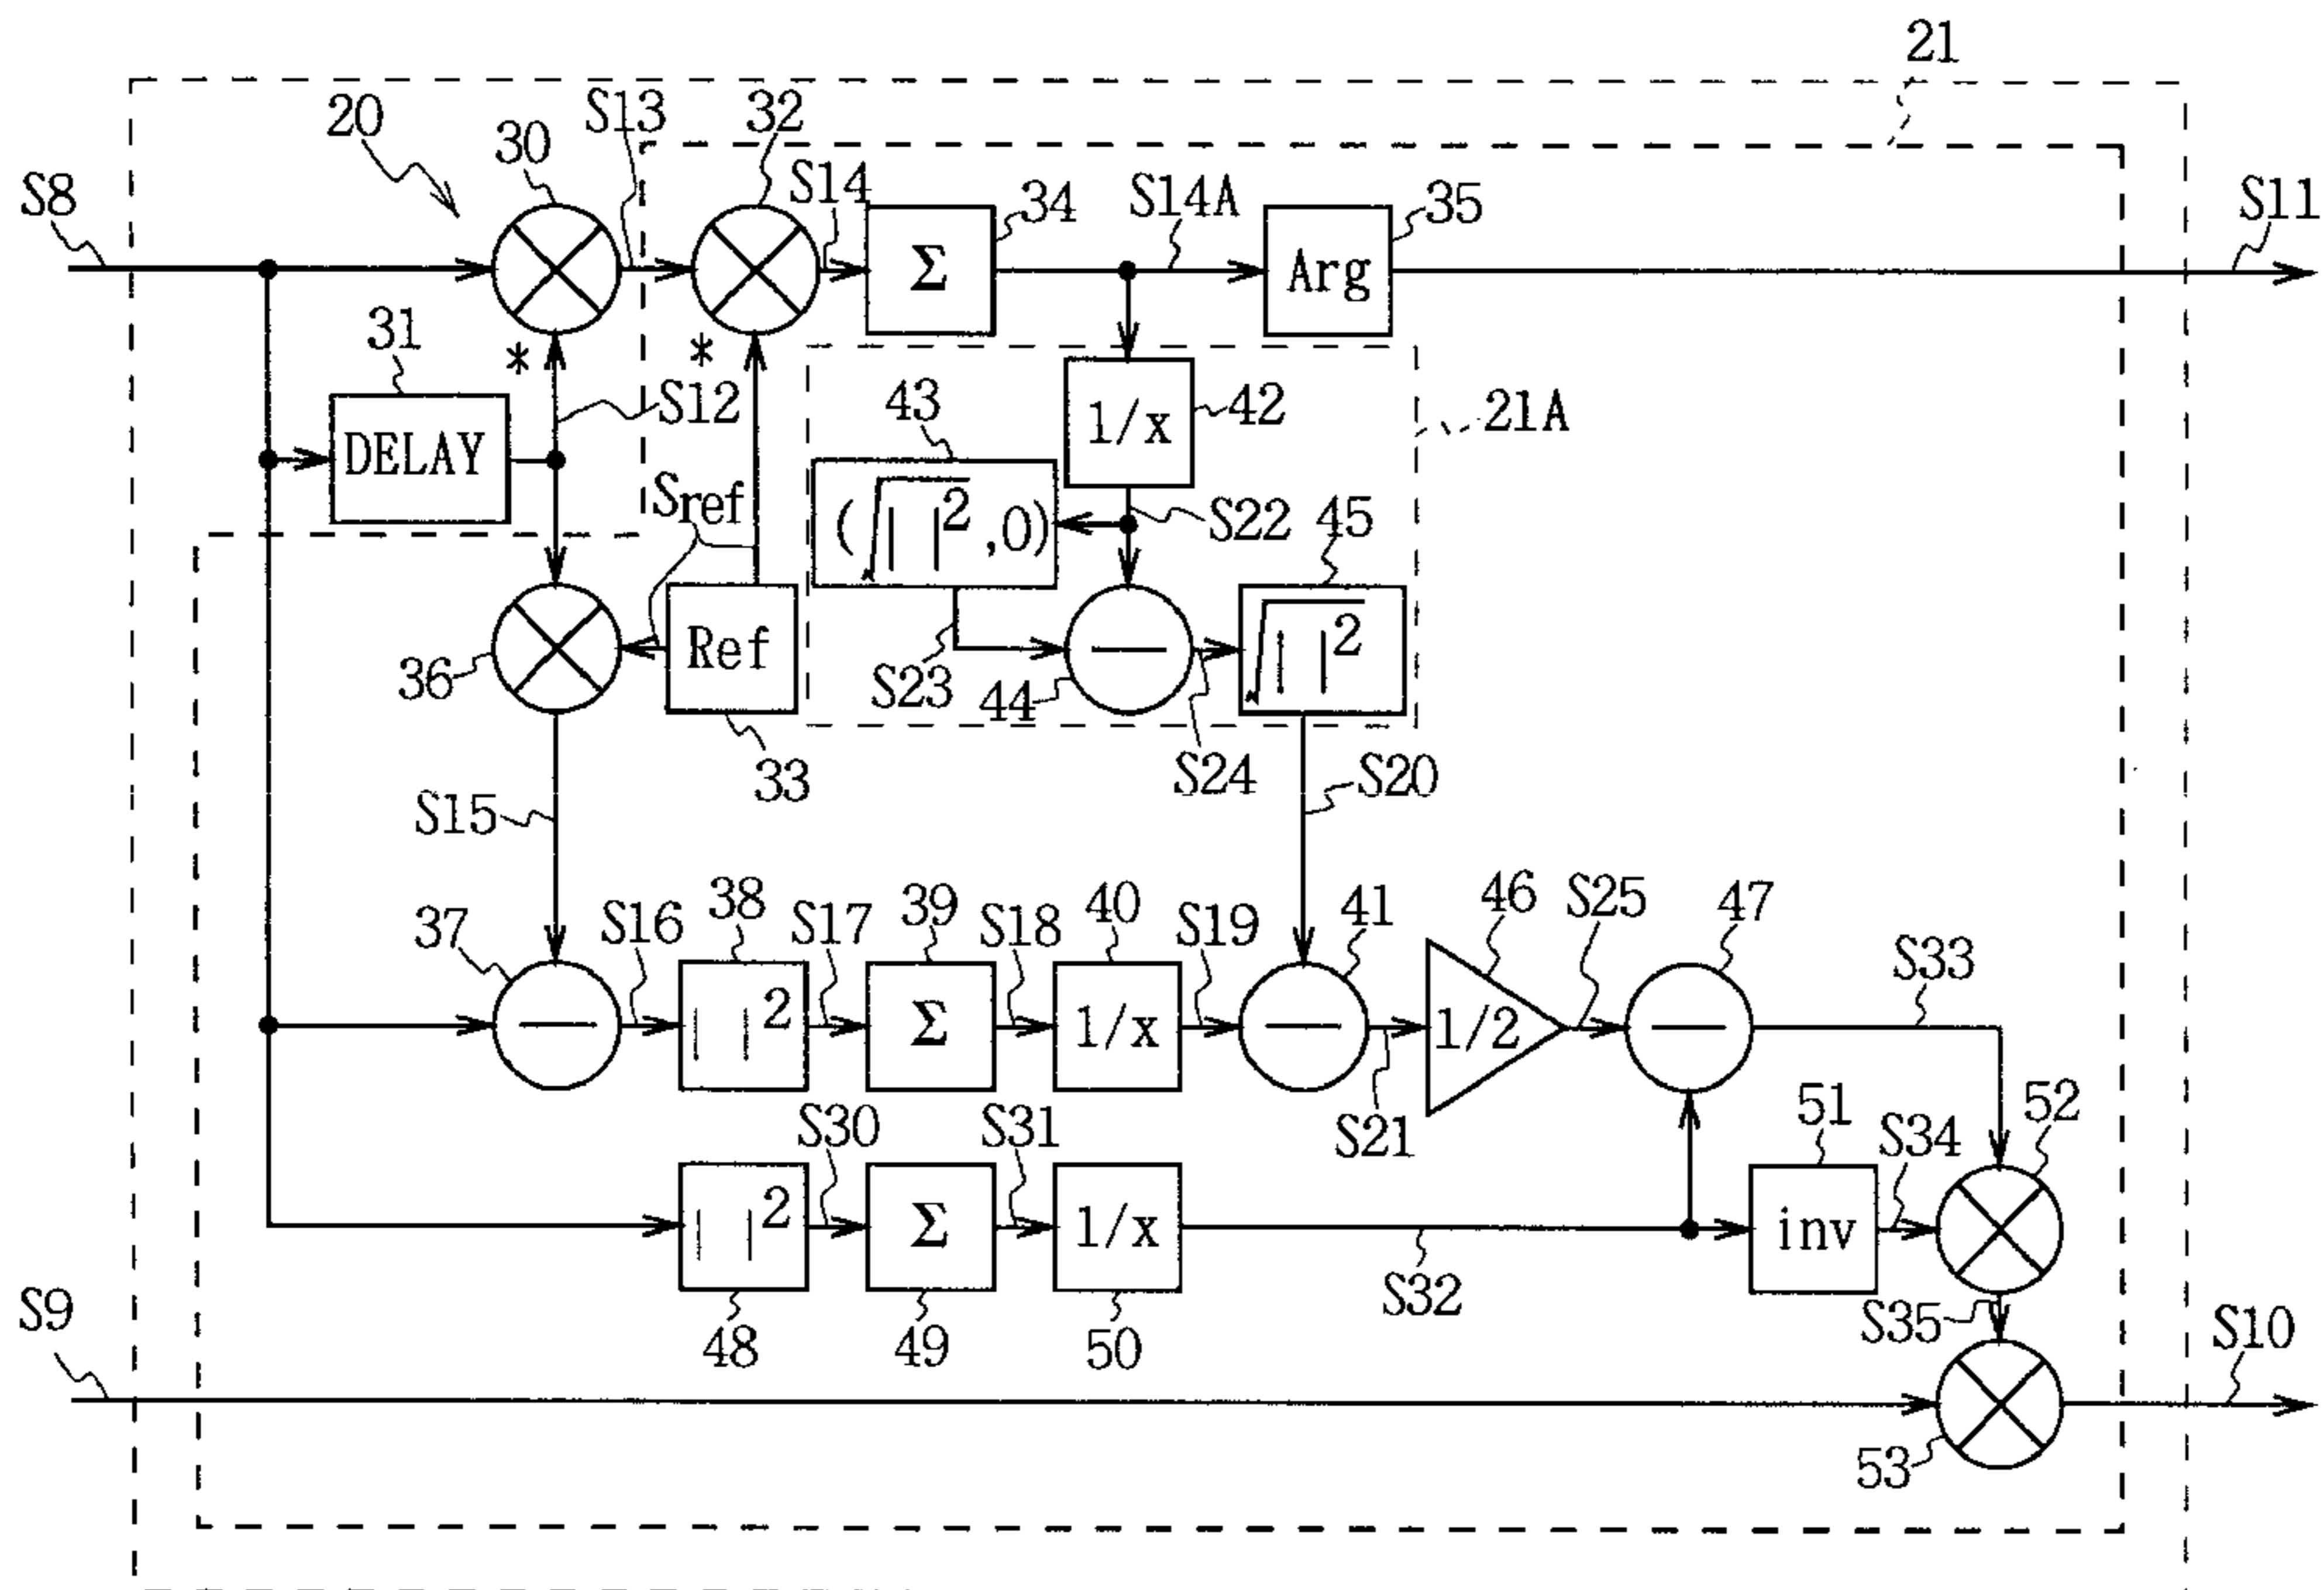 21
20
30
S13
32
S8
S14
34
S14A
35
S11
Σ
Arg
31
*
*
S12
43
42
21A
DELAY
1/x
Sref
(√| |², 0)
S22
45
Ref
−
√| |²
36
S23
44
33
S24
S20
S15
37
S16
38
S17
39
S18
40
S19
41
46
S25
47
S33
−
| |²
Σ
1/x
−
1/2
−
S30
S31
S21
51
S34
52
| |²
Σ
1/x
inv
S9
48
49
50
S32
S35
S10
53